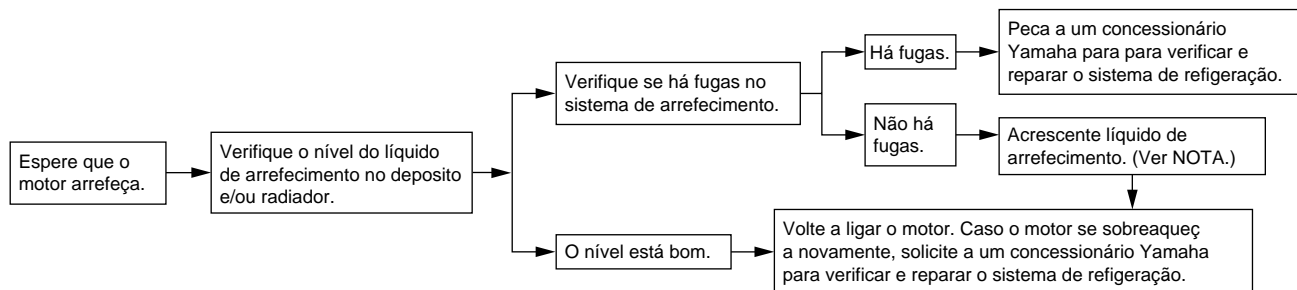 Espere que o
motor arrefeça.
Verifique o nível do líquido
de arrefecimento no deposito
e/ou radiador.
Verifique se há fugas no
sistema de arrefecimento.
Há fugas.
Peca a um concessionário
Yamaha para para verificar e
reparar o sistema de refigeração.
Não há
fugas.
Acrescente líquido de
arrefecimento. (Ver NOTA.)
O nível está bom.
Volte a ligar o motor. Caso o motor se sobreaqueç
a novamente, solicite a um concessionário Yamaha
para verificar e reparar o sistema de refigeração.